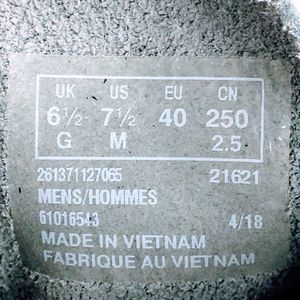 UK US EU CN
6½ 7½ 40 250
G M 2.5
261371127065 21621
MENS/HOMMES
61016543 4/18
MADE IN VIETNAM
FABRIQUE AU VIETNAM